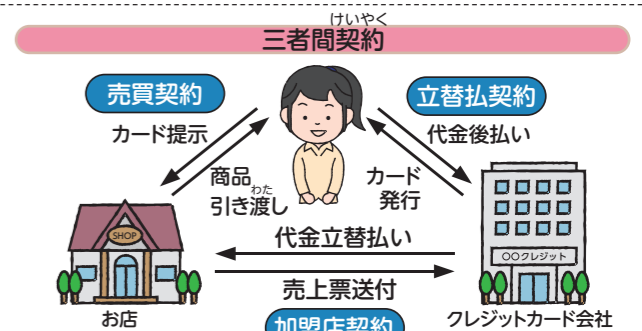 けいやく
三者間契約
売買契約
立替払契約
カード提示
代金後払い
商品
わた
引き渡し
カード
発行
SHOP
代金立替払い
〇〇クレジット
売上票送付
お店
加盟店契約
クレジットカード会社